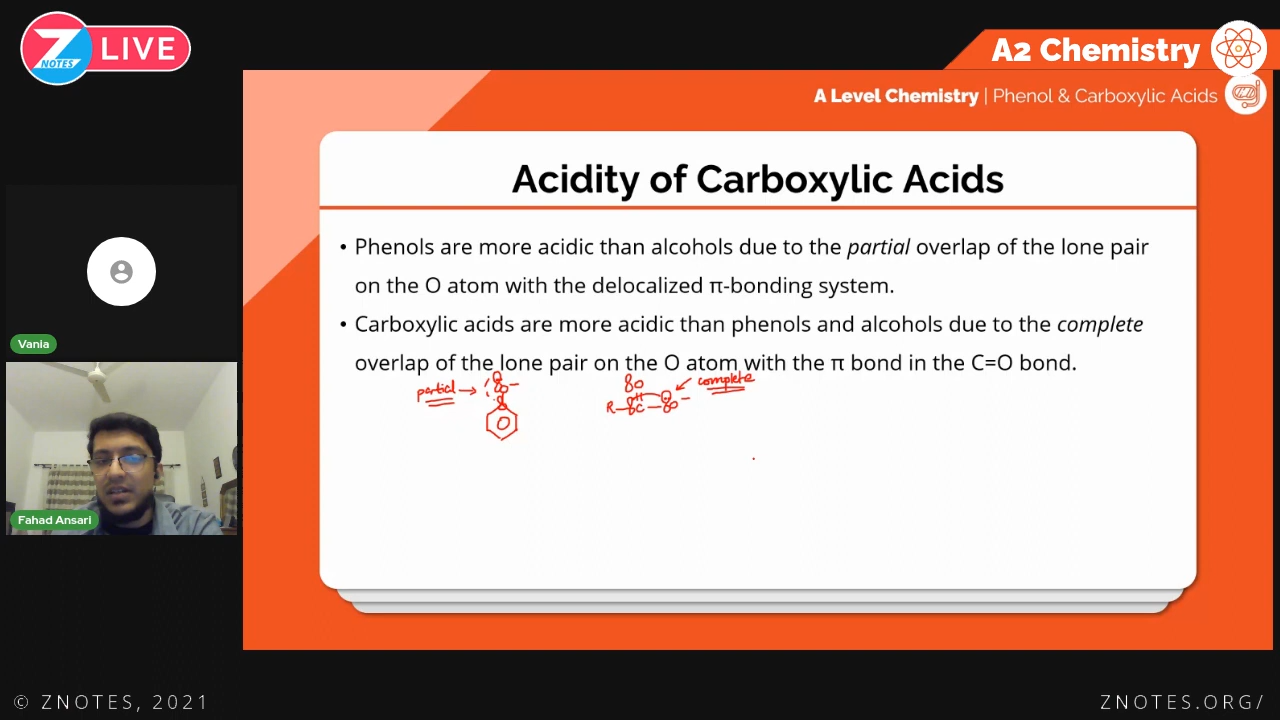 Z NOTES LIVE
A2 Chemistry
A Level Chemistry | Phenol & Carboxylic Acids
Acidity of Carboxylic Acids
• Phenols are more acidic than alcohols due to the partial overlap of the lone pair
on the O atom with the delocalized π-bonding system.
• Carboxylic acids are more acidic than phenols and alcohols due to the complete
overlap of the lone pair on the O atom with the π bond in the C=O bond.
partial
complete
O
O
R–C–O–
Vania
Fahad Ansari
© ZNOTES, 2021
ZNOTES.ORG/